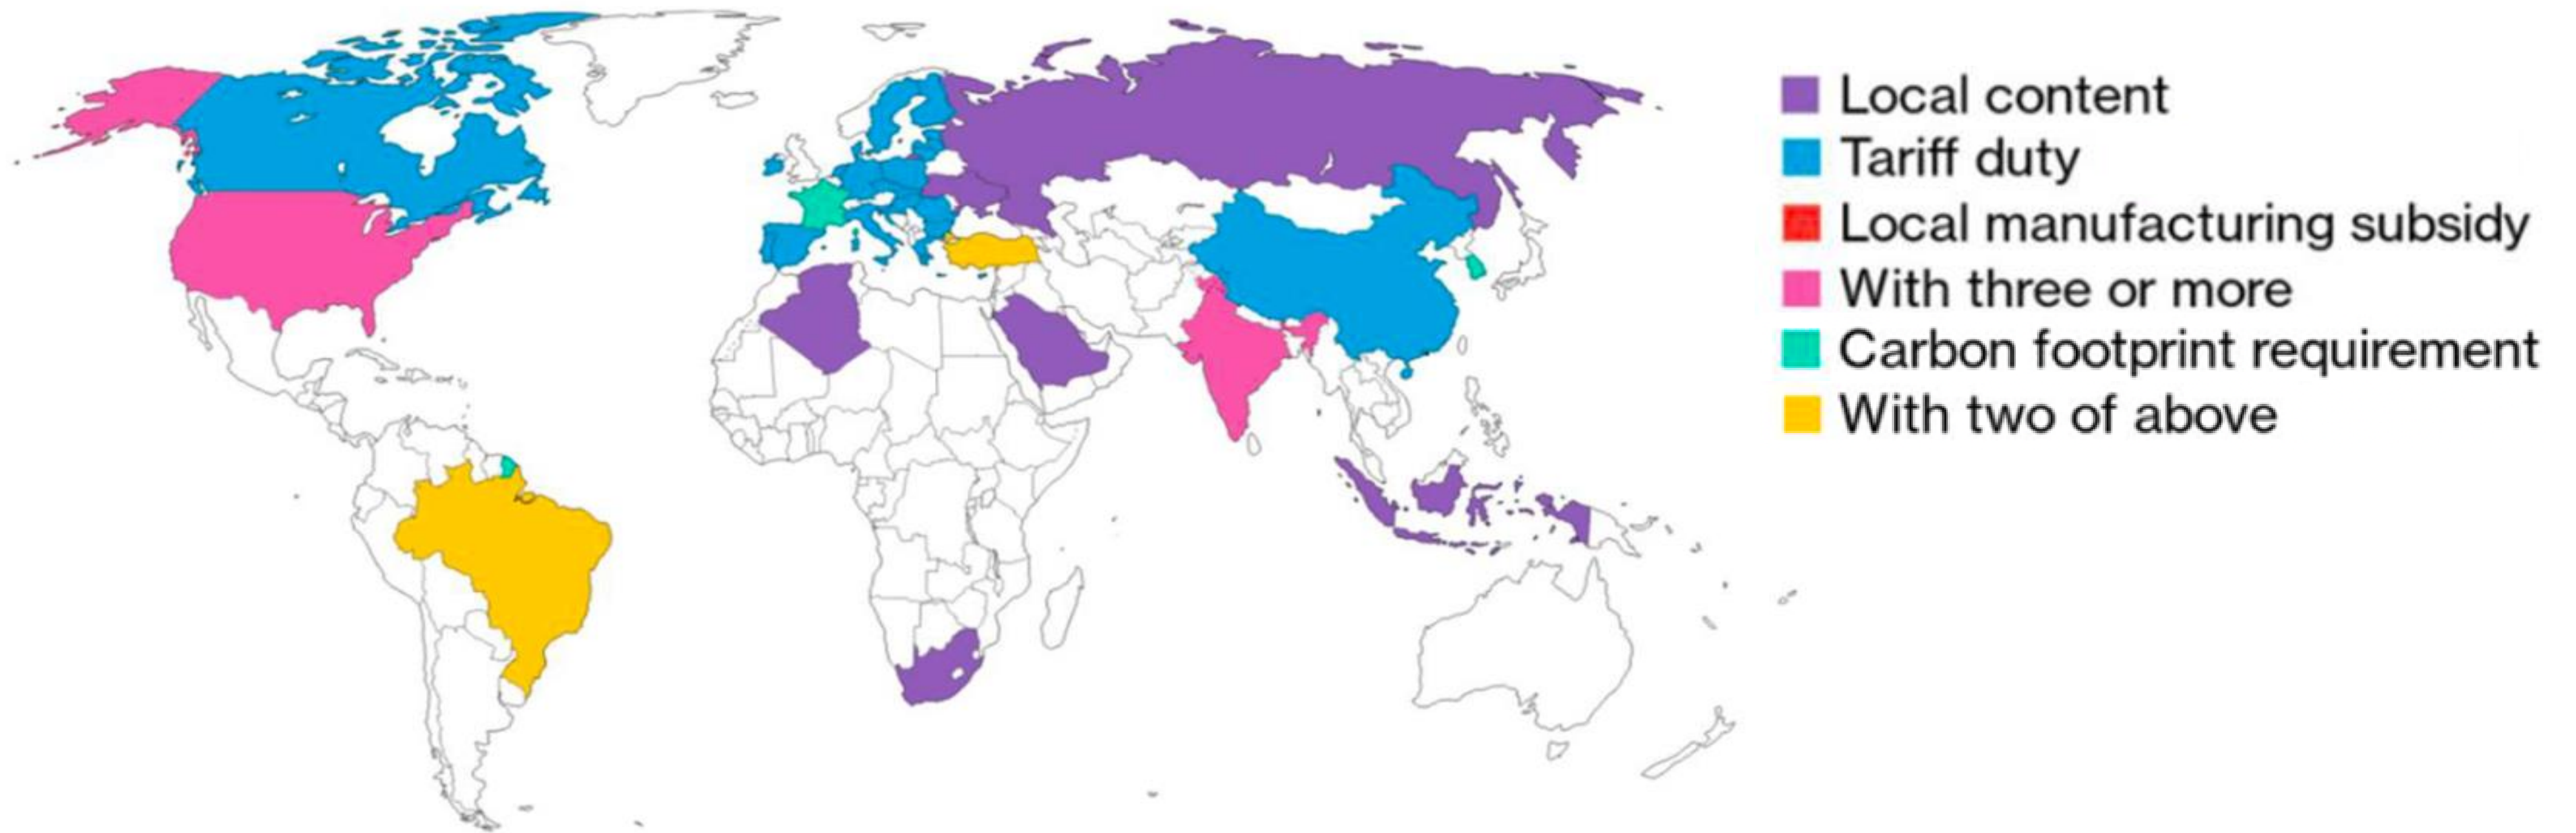 Local content
Tariff duty
Local manufacturing subsidy
With three or more
Carbon footprint requirement
With two of above